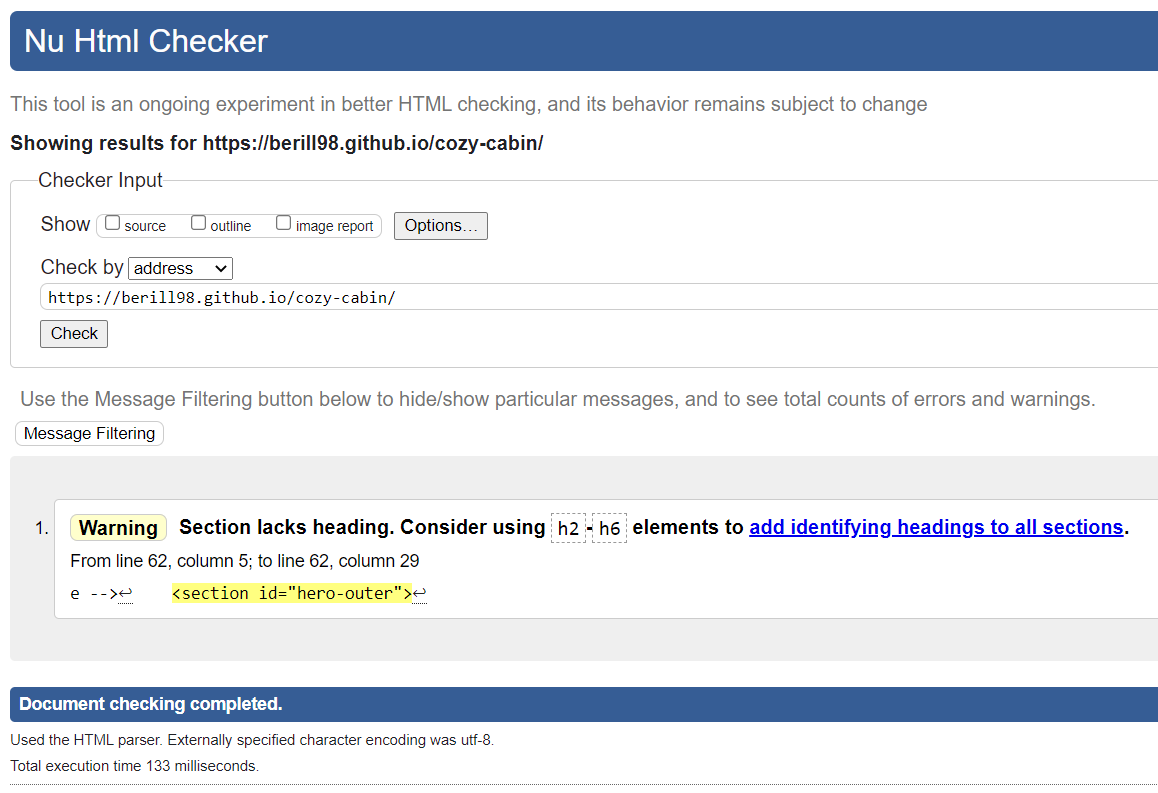 Nu Html Checker
This tool is an ongoing experiment in better HTML checking, and its behavior remains subject to change
Showing results for https://berill98.github.io/cozy-cabin/
Checker Input
Show source outline image report Options...
Check by address
https://berill98.github.io/cozy-cabin/
Check
Use the Message Filtering button below to hide/show particular messages, and to see total counts of errors and warnings.
Message Filtering
1. Warning Section lacks heading. Consider using h2-h6 elements to add identifying headings to all sections.
From line 62, column 5; to line 62, column 29
e -->↩    <section id="hero-outer">↩
Document checking completed.
Used the HTML parser. Externally specified character encoding was utf-8.
Total execution time 133 milliseconds.